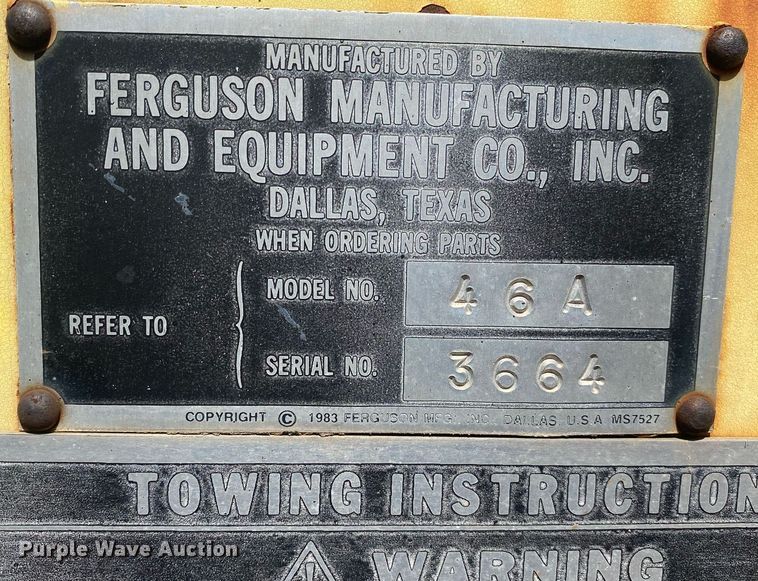 MANUFACTURED BY
FERGUSON MANUFACTURING
AND EQUIPMENT CO., INC.
DALLAS, TEXAS
WHEN ORDERING PARTS
REFER TO
MODEL NO. 46A
SERIAL NO. 3664
COPYRIGHT © 1983 FERGUSON MFG. INC. DALLAS U.S.A MS7527
TOWING INSTRUCTION
⚠ WARNING
Purple Wave Auction